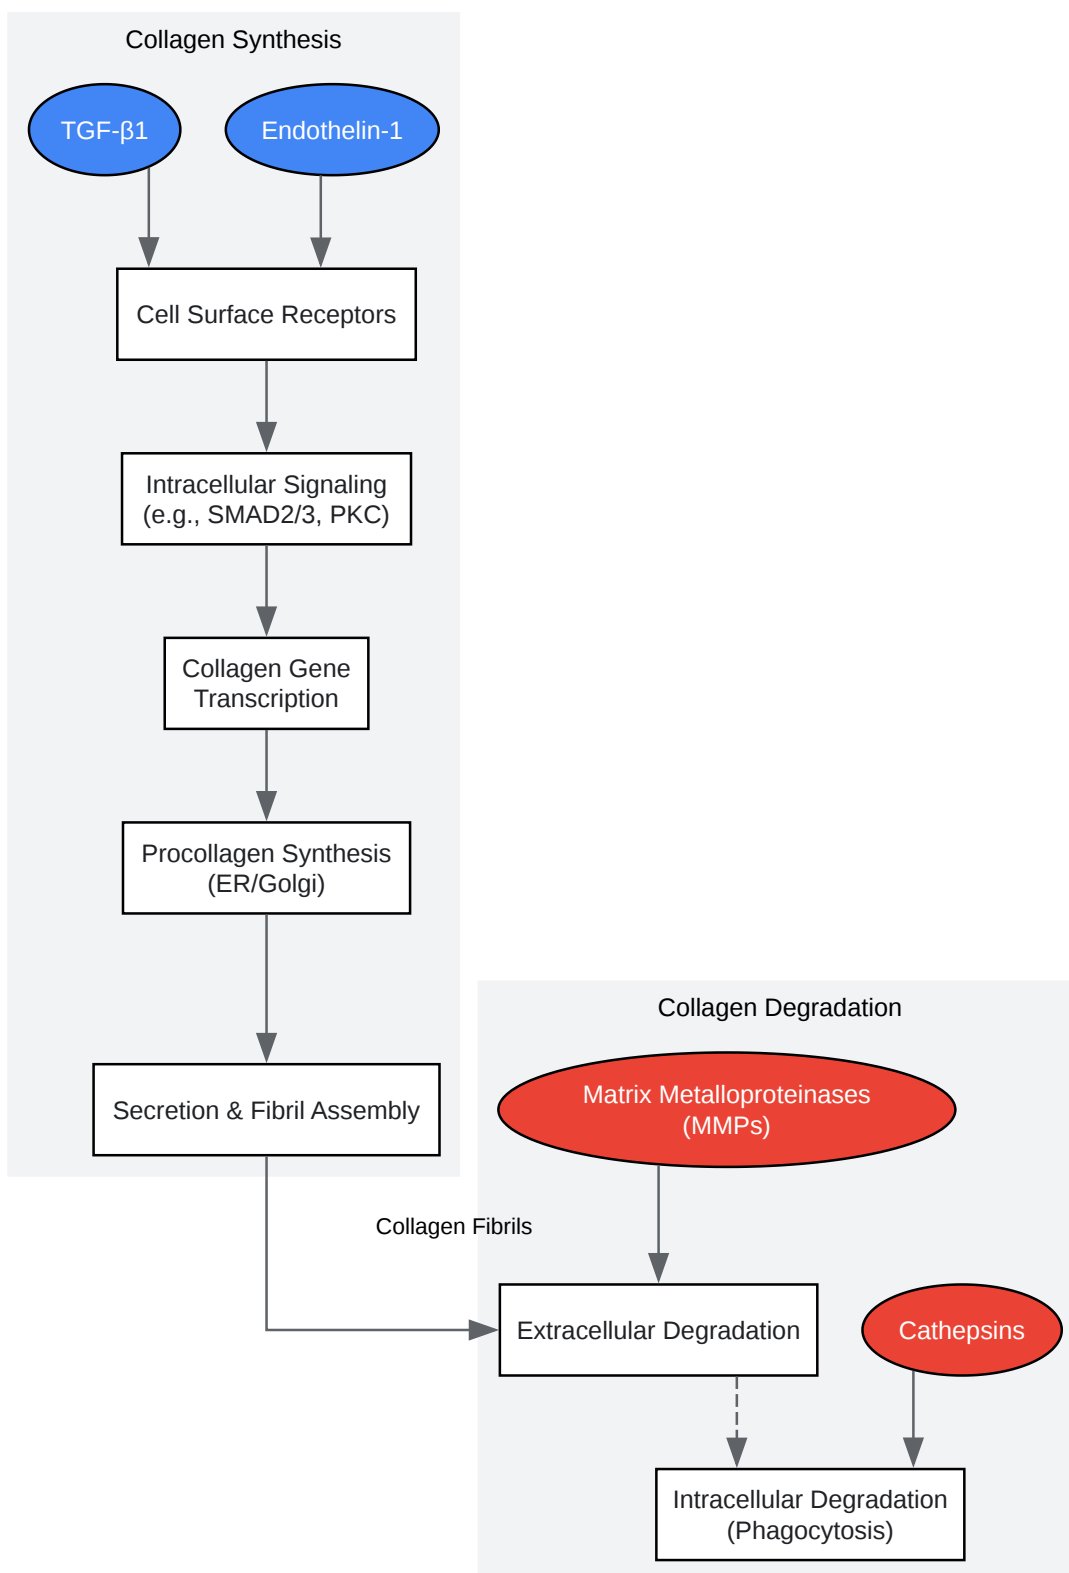 Collagen Synthesis
TGF-β1
Endothelin-1
Cell Surface Receptors
Intracellular Signaling
(e.g., SMAD2/3, PKC)
Collagen Gene
Transcription
Procollagen Synthesis
(ER/Golgi)
Secretion & Fibril Assembly
Collagen Fibrils
Collagen Degradation
Matrix Metalloproteinases
(MMPs)
Extracellular Degradation
Cathepsins
Intracellular Degradation
(Phagocytosis)